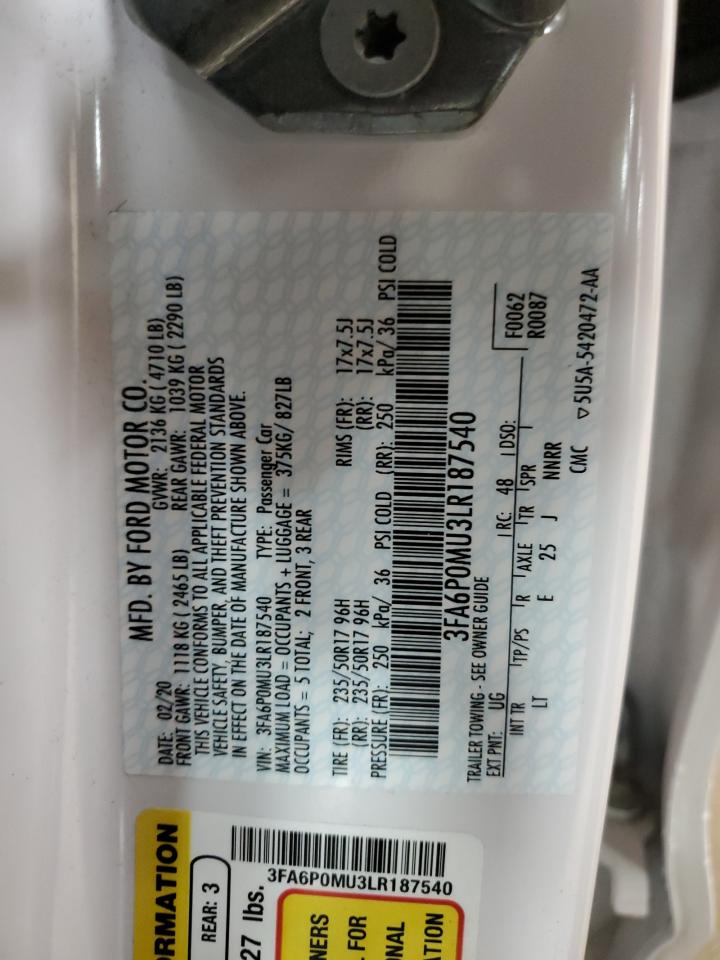 MFD. BY FORD MOTOR CO.
DATE: 02/20 GVWR: 2136 KG ( 4710 LB)
FRONT GAWR: 1118 KG ( 2465 LB) REAR GAWR: 1039 KG ( 2290 LB)
THIS VEHICLE CONFORMS TO ALL APPLICABLE FEDERAL MOTOR
VEHICLE SAFETY, BUMPER, AND THEFT PREVENTION STANDARDS
IN EFFECT ON THE DATE OF MANUFACTURE SHOWN ABOVE.
VIN: 3FA6P0MU3LR187540 TYPE: Passenger Car
MAXIMUM LOAD = OCCUPANTS + LUGGAGE = 375KG/ 827LB
OCCUPANTS = 5 TOTAL; 2 FRONT, 3 REAR
TIRE (FR): 235/50R17 96H RIMS (FR): 17x7.5J
(RR): 235/50R17 96H (RR): 17x7.5J
PRESSURE (FR): 250 kPa/ 36 PSI COLD (RR): 250 kPa/ 36 PSI COLD
3FA6P0MU3LR187540
TRAILER TOWING - SEE OWNER GUIDE
EXT PNT: UG RC: 48 DSO:
INT TR TP/PS R AXLE TR SPR F0062
LT E 25 J NNRR R0087
CMC ▽5U5A-5420472-AA
ORMATION
REAR: 3
27 lbs.
3FA6P0MU3LR187540
NERS
FOR
ONAL
ATION